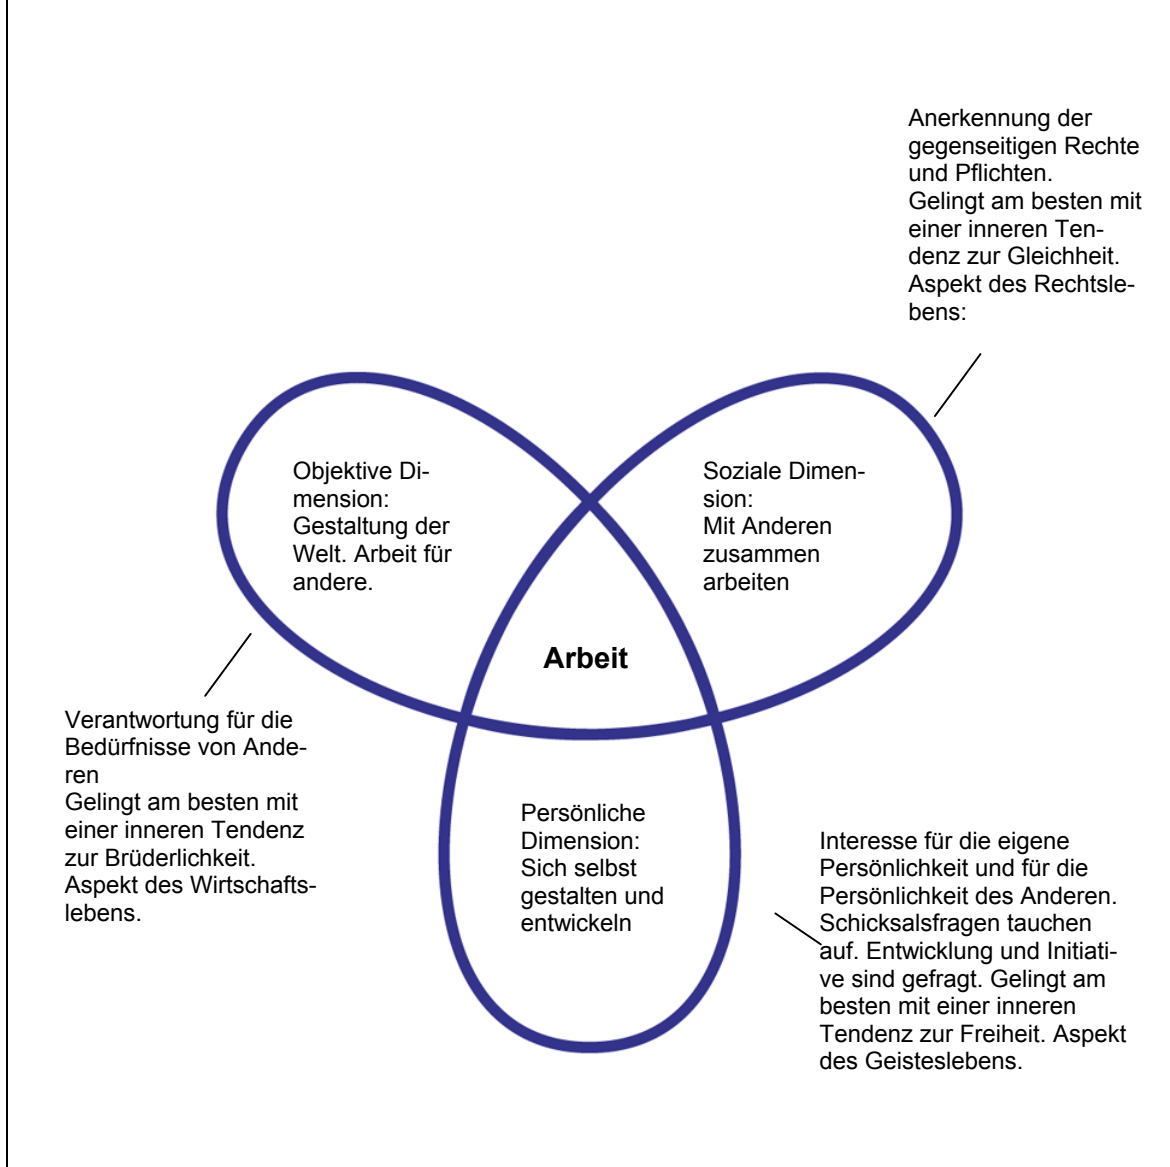 Anerkennung der
gegenseitigen Rechte
und Pflichten.
Gelingt am besten mit
einer inneren Ten-
denz zur Gleichheit.
Aspekt des Rechtsle-
bens:
Objektive Di-
mension:
Gestaltung der
Welt. Arbeit für
andere.
Soziale Dimen-
sion:
Mit Anderen
zusammen
arbeiten
Arbeit
Verantwortung für die
Bedürfnisse von Ande-
ren
Gelingt am besten mit
einer inneren Tendenz
zur Brüderlichkeit.
Aspekt des Wirtschafts-
lebens.
Persönliche
Dimension:
Sich selbst
gestalten und
entwickeln
Interesse für die eigene
Persönlichkeit und für die
Persönlichkeit des Anderen.
Schicksalsfragen tauchen
auf. Entwicklung und Initiati-
ve sind gefragt. Gelingt am
besten mit einer inneren
Tendenz zur Freiheit. Aspekt
des Geisteslebens.